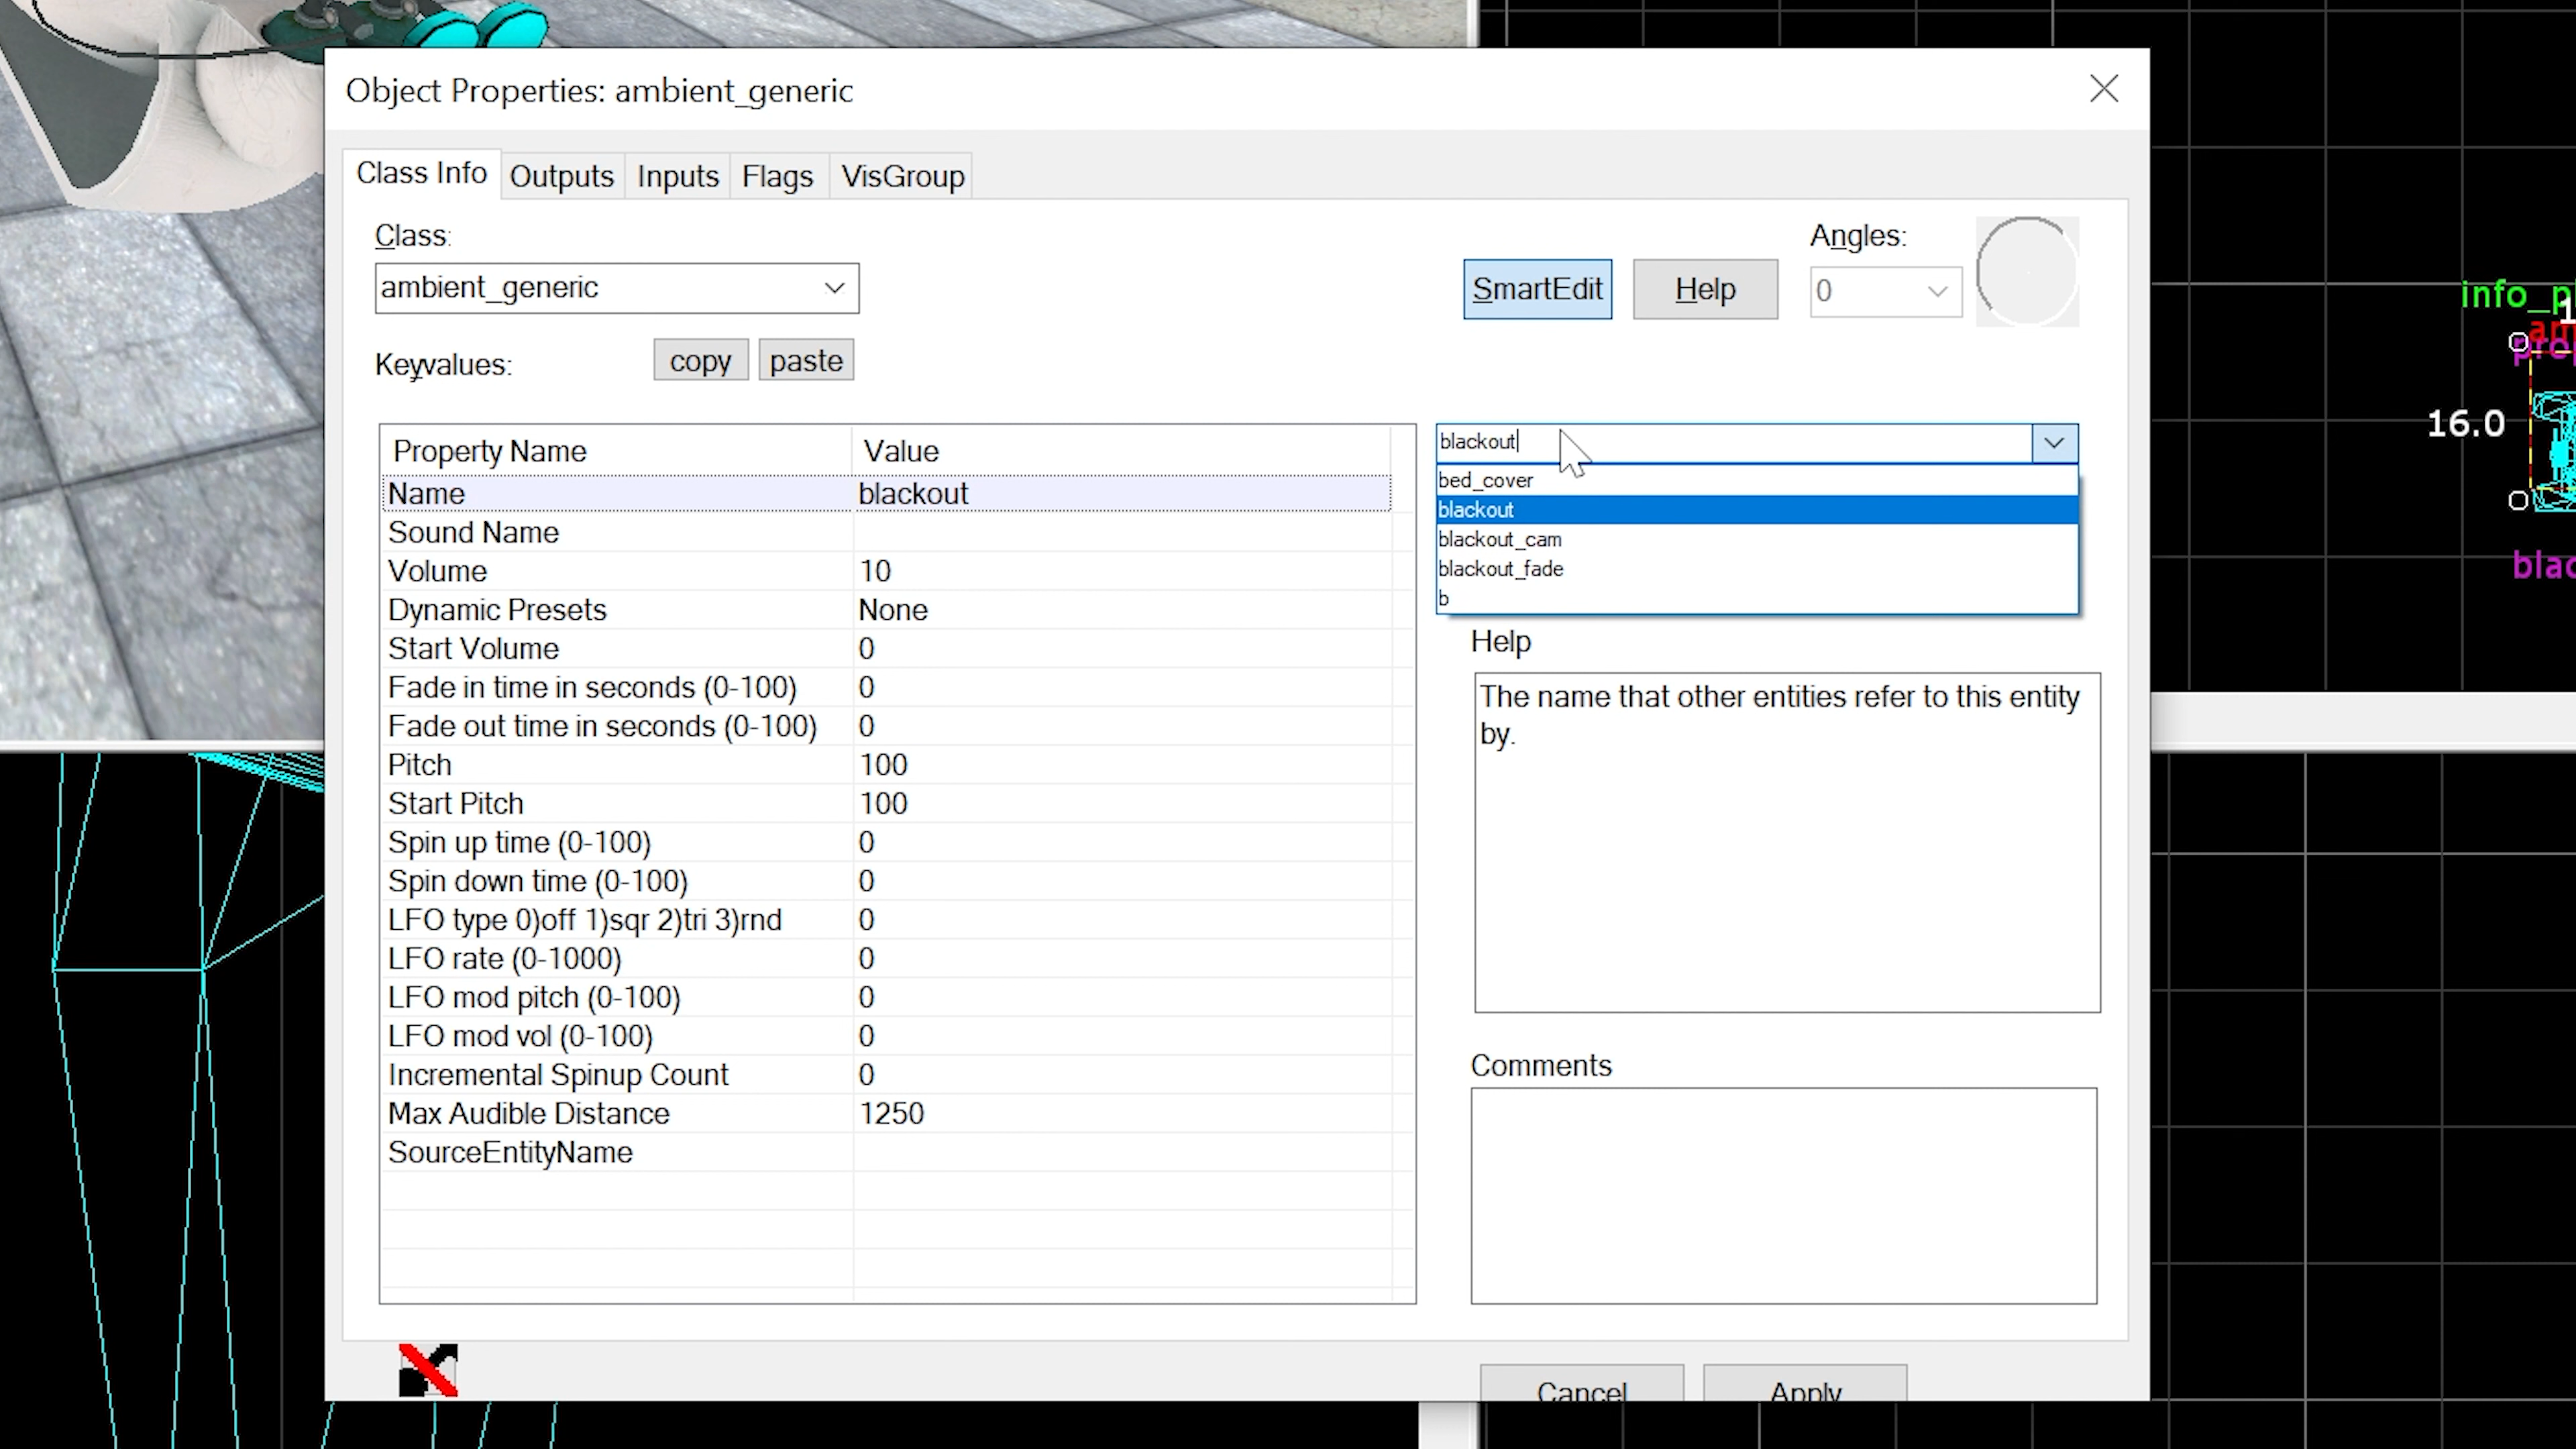 Object Properties: ambient_generic
Class Info Outputs Inputs Flags VisGroup
Class:
ambient_generic
SmartEdit Help
Angles:
0
Keyvalues: copy paste
Property Name Value
Name blackout
Sound Name
Volume 10
Dynamic Presets None
Start Volume 0
Fade in time in seconds (0-100) 0
Fade out time in seconds (0-100) 0
Pitch 100
Start Pitch 100
Spin up time (0-100) 0
Spin down time (0-100) 0
LFO type 0)off 1)sqr 2)tri 3)rnd 0
LFO rate (0-1000) 0
LFO mod pitch (0-100) 0
LFO mod vol (0-100) 0
Incremental Spinup Count 0
Max Audible Distance 1250
SourceEntityName
blackout
bed_cover
blackout
blackout_cam
blackout_fade
b
Help
The name that other entities refer to this entity
by.
Comments
Cancel Apply
info_p
16.0
blac